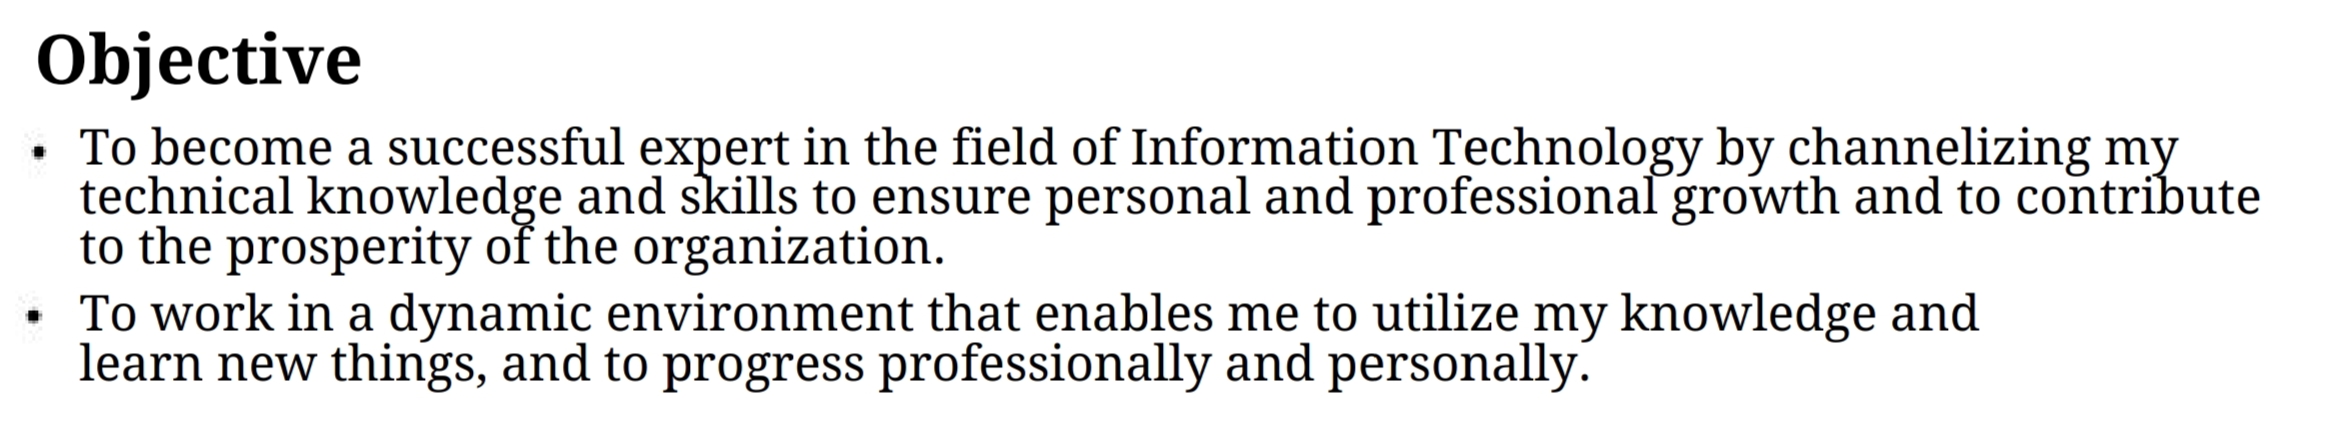 Objective
• To become a successful expert in the field of Information Technology by channelizing my
technical knowledge and skills to ensure personal and professional growth and to contribute
to the prosperity of the organization.
• To work in a dynamic environment that enables me to utilize my knowledge and
learn new things, and to progress professionally and personally.